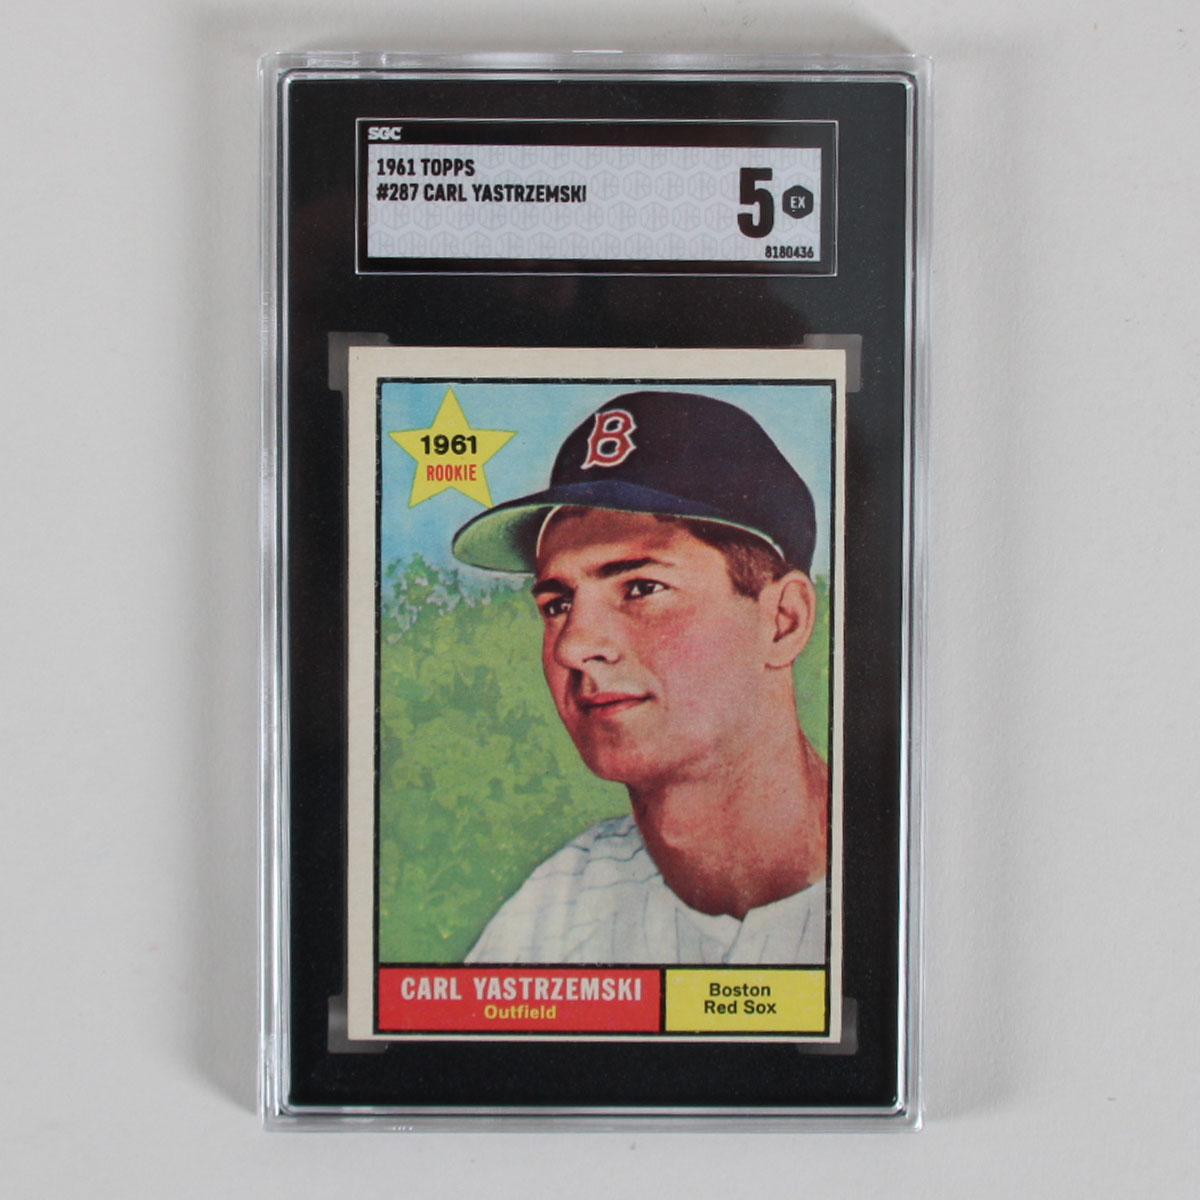 SGC
1961 TOPPS
#287 CARL YASTRZEMSKI
5 EX
8180436
1961
ROOKIE
B
CARL YASTRZEMSKI
Outfield
Boston
Red Sox